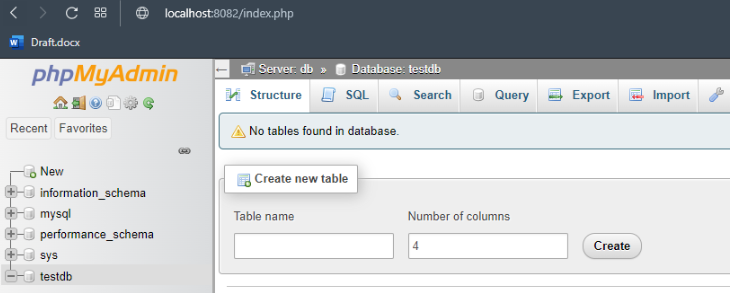 localhost:8082/index.php
Draft.docx
phpMyAdmin
Recent
Favorites
New
information_schema
mysql
performance_schema
sys
testdb
Server: db » Database: testdb
Structure
SQL
Search
Query
Export
Import
No tables found in database.
Create new table
Table name
Number of columns
4
Create